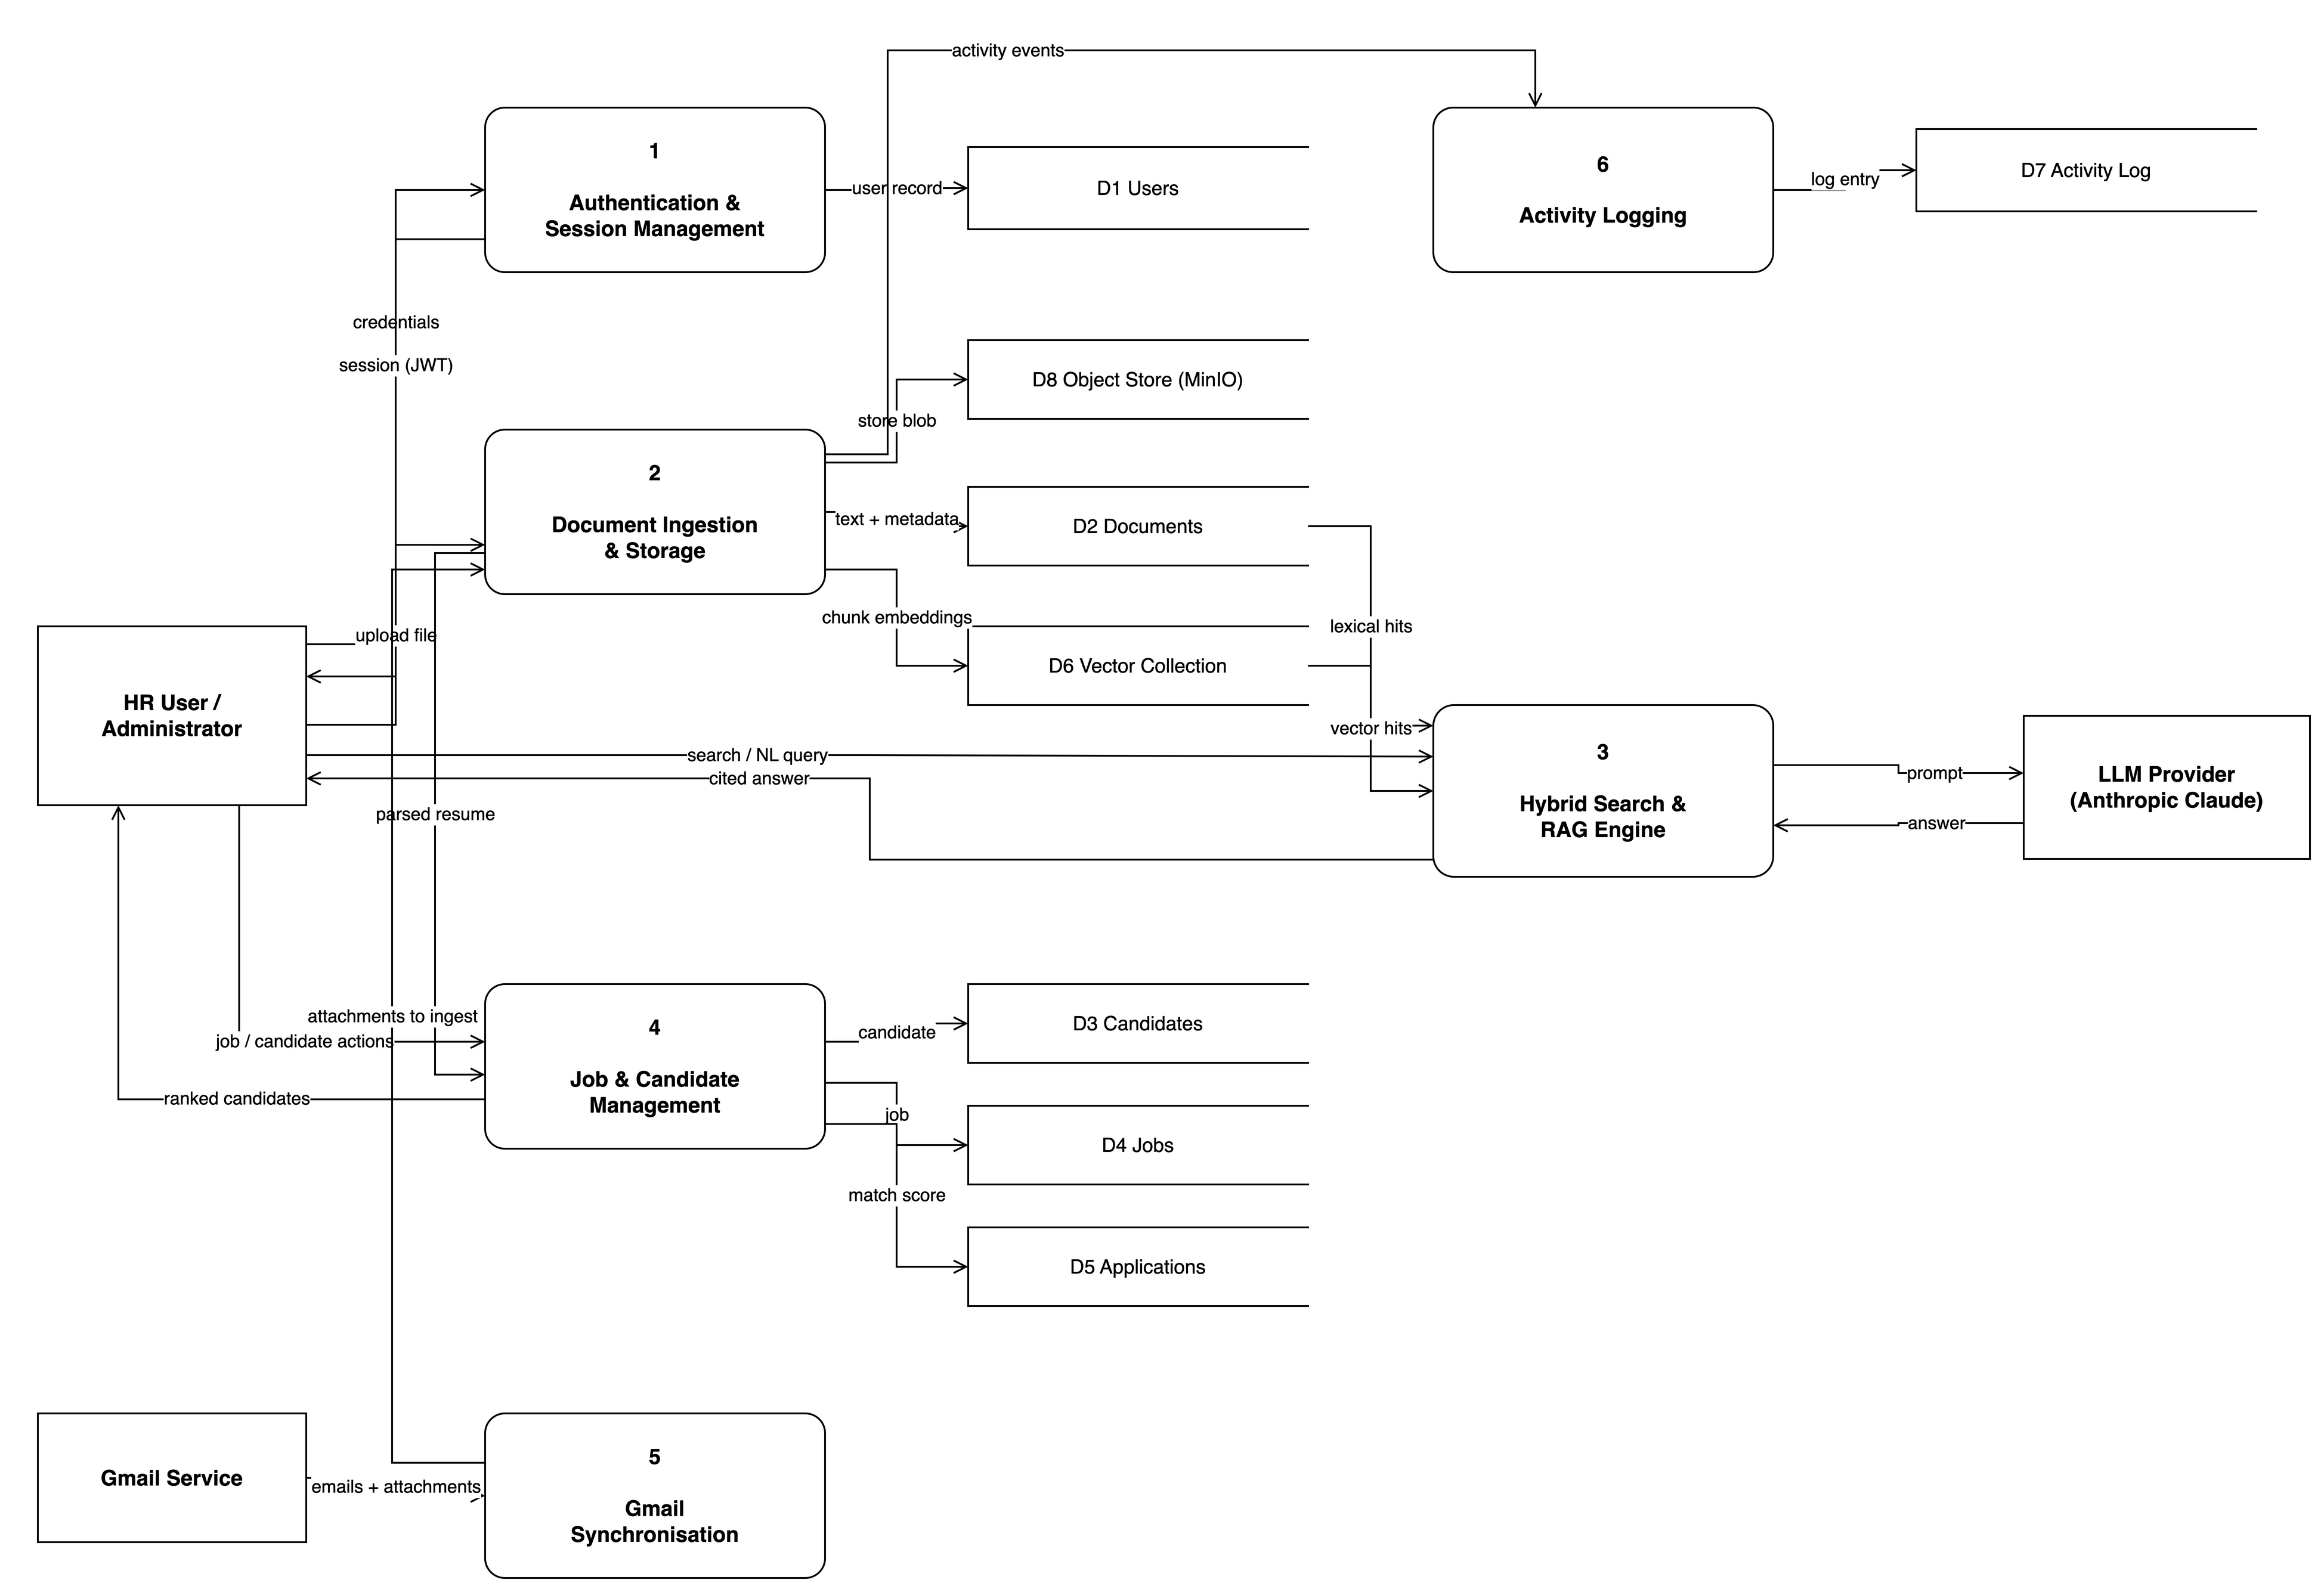 activity events
1
Authentication &
Session Management
user record
D1 Users
6
Activity Logging
log entry
D7 Activity Log
credentials
session (JWT)
D8 Object Store (MinIO)
store blob
2
Document Ingestion
& Storage
text + metadata
D2 Documents
chunk embeddings
D6 Vector Collection
lexical hits
vector hits
upload file
HR User /
Administrator
search / NL query
cited answer
parsed resume
3
Hybrid Search &
RAG Engine
prompt
answer
LLM Provider
(Anthropic Claude)
attachments to ingest
job / candidate actions
ranked candidates
4
Job & Candidate
Management
candidate
D3 Candidates
job
D4 Jobs
match score
D5 Applications
Gmail Service
emails + attachments
5
Gmail
Synchronisation